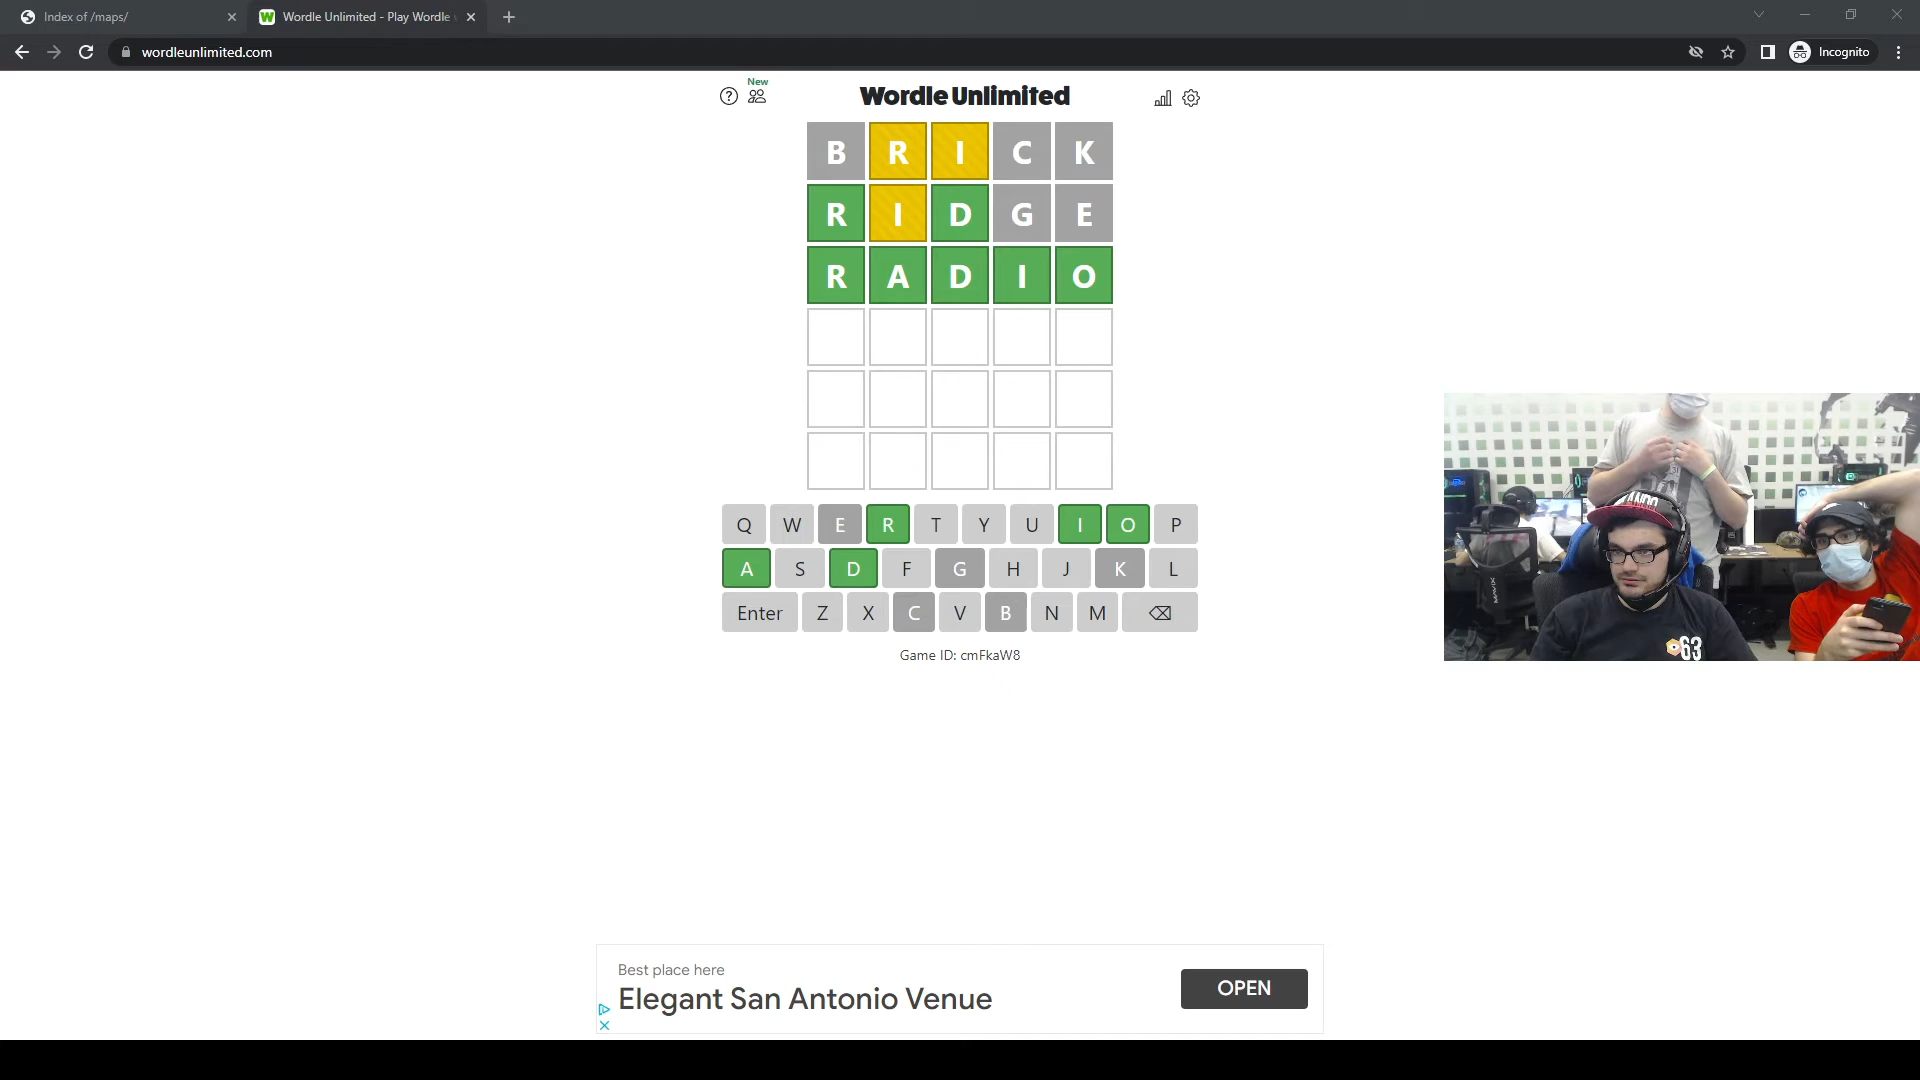 Index of /maps/
Wordle Unlimited - Play Wordle
wordleunlimited.com
Incognito
New
Wordle Unlimited
B R I C K
R I D G E
R A D I O
Q W E R T Y U I O P
A S D F G H J K L
Enter Z X C V B N M
Game ID: cmFkaW8
63
Best place here
Elegant San Antonio Venue
OPEN